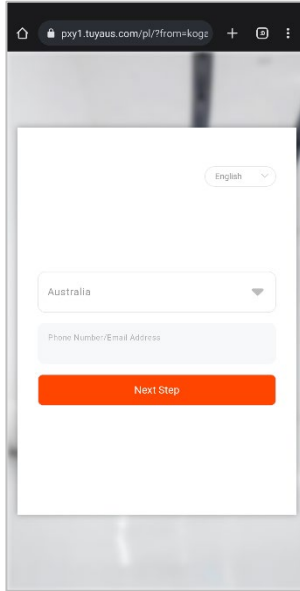 pxy1.tuyaus.com/pl/?from=koga
English
Australia
Phone Number/Email Address
Next Step